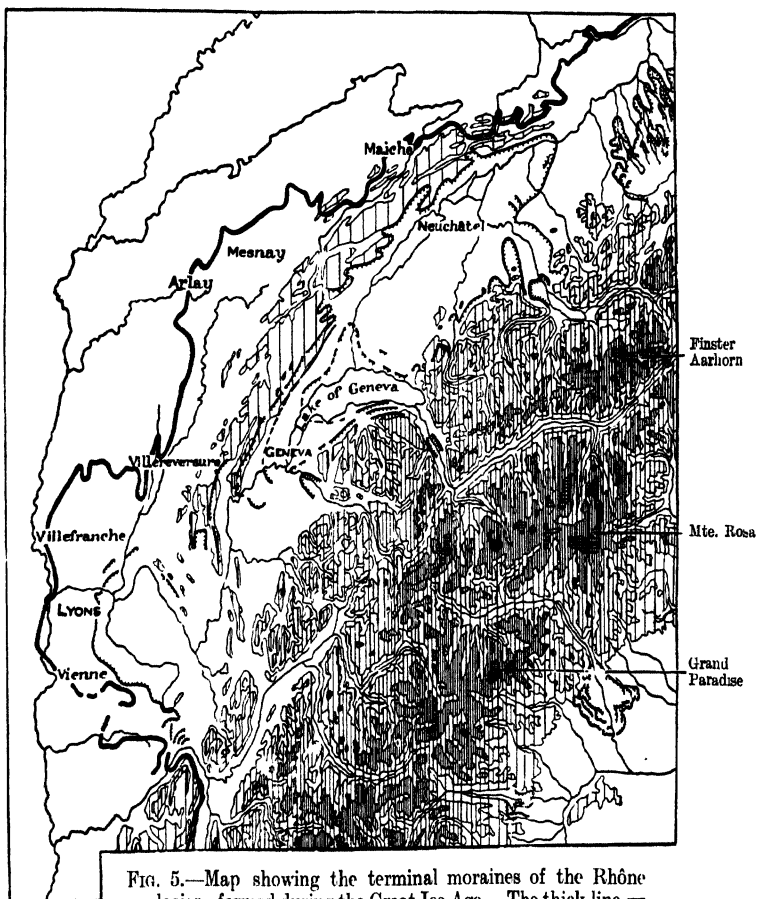 Maiche
Neuchâtel
Mesnay
Arlay
Finster
Aarhorn
Lake of Geneva
GENEVA
Villereversure
Villefranche
Mte. Rosa
LYONS
Grand
Paradise
Vienne
FIG. 5.—Map showing the terminal moraines of the Rhône
formed during the Great Ice Age. The thick line